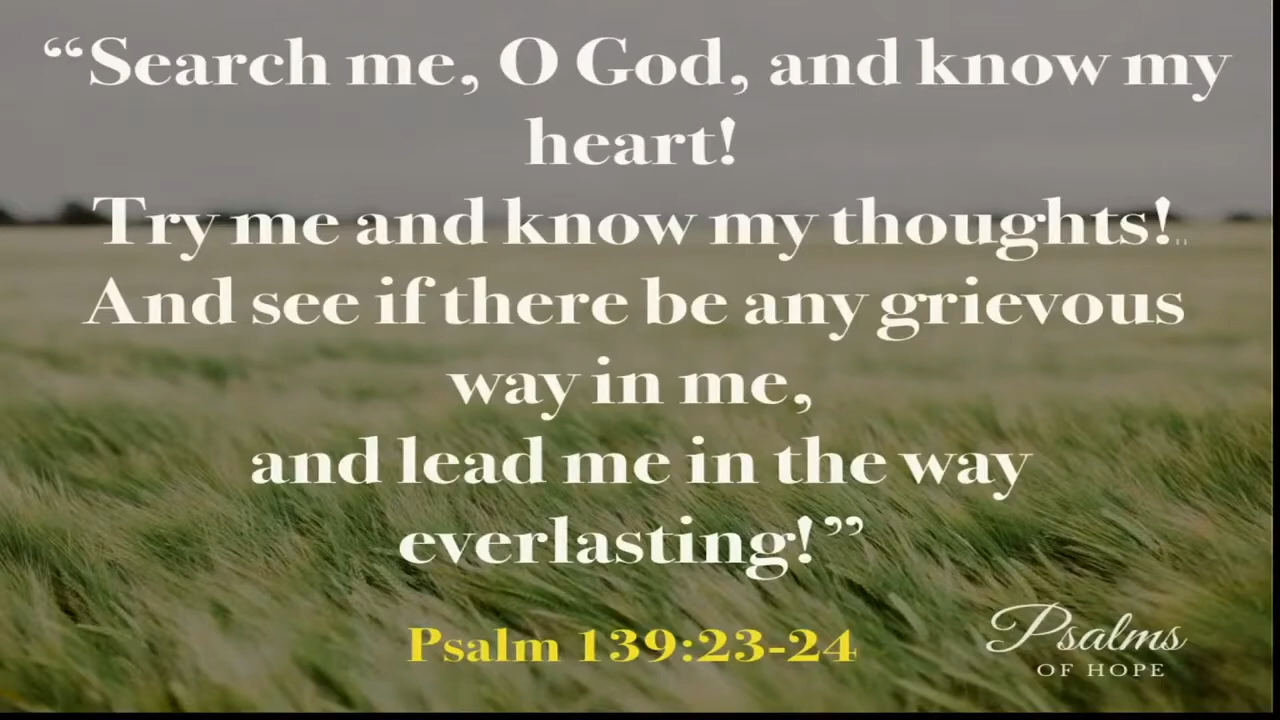 “Search me, O God, and know my
heart!
Try me and know my thoughts!
And see if there be any grievous
way in me,
and lead me in the way
everlasting!”
Psalm 139:23-24
Psalms
OF HOPE